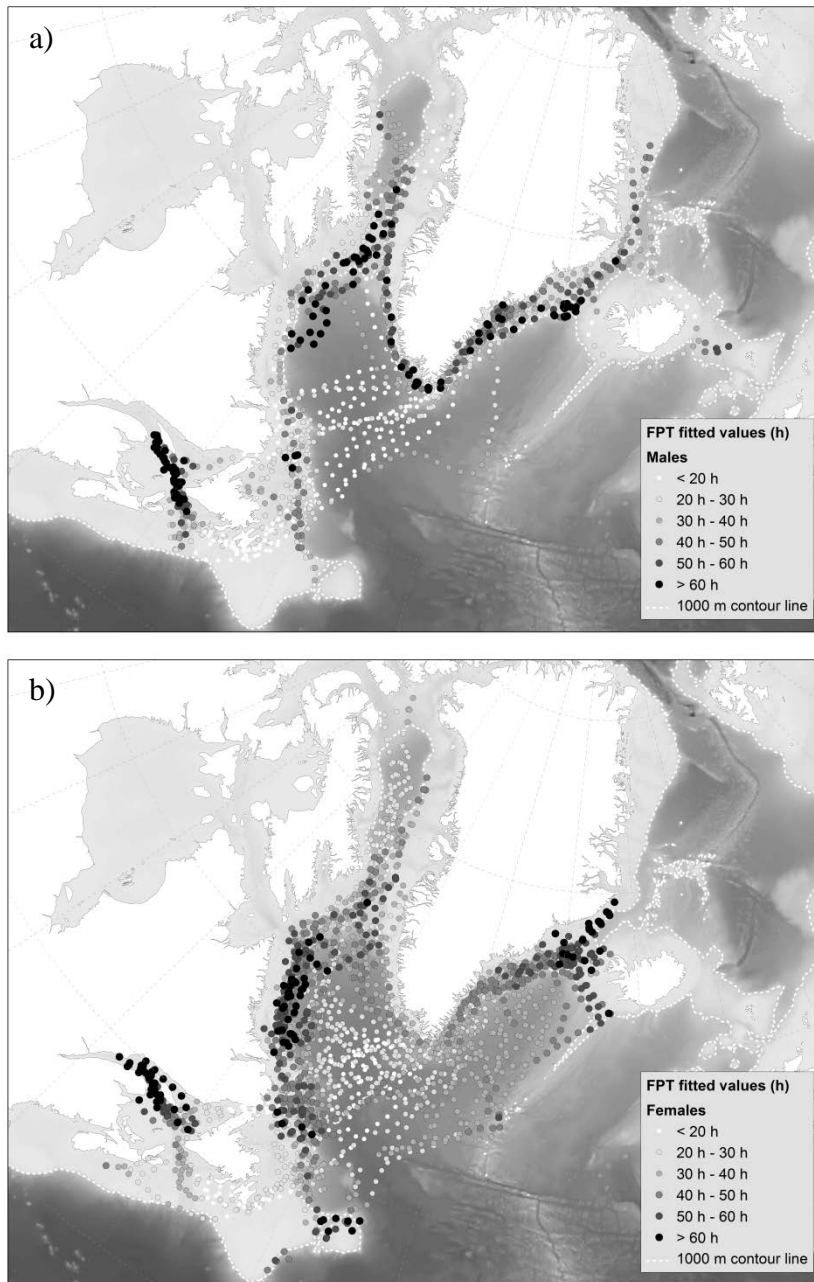 a)
FPT fitted values (h)
Males
< 20 h
20 h - 30 h
30 h - 40 h
40 h - 50 h
50 h - 60 h
> 60 h
1000 m contour line
b)
FPT fitted values (h)
Females
< 20 h
20 h - 30 h
30 h - 40 h
40 h - 50 h
50 h - 60 h
> 60 h
1000 m contour line